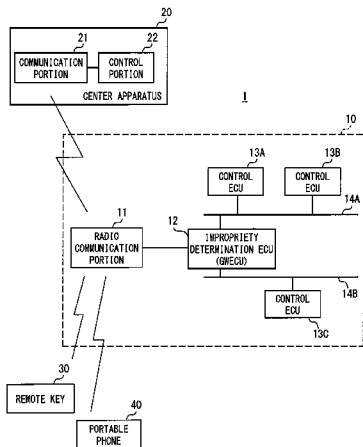 20
21
22
COMMUNICATION
PORTION
CONTROL
PORTION
CENTER APPARATUS
1
10
13A
13B
CONTROL
ECU
CONTROL
ECU
14A
11
12
RADIO
COMMUNICATION
PORTION
IMPROPRIETY
DETERMINATION ECU
(GWECU)
14B
CONTROL
ECU
13C
30
REMOTE KEY
40
PORTABLE
PHONE